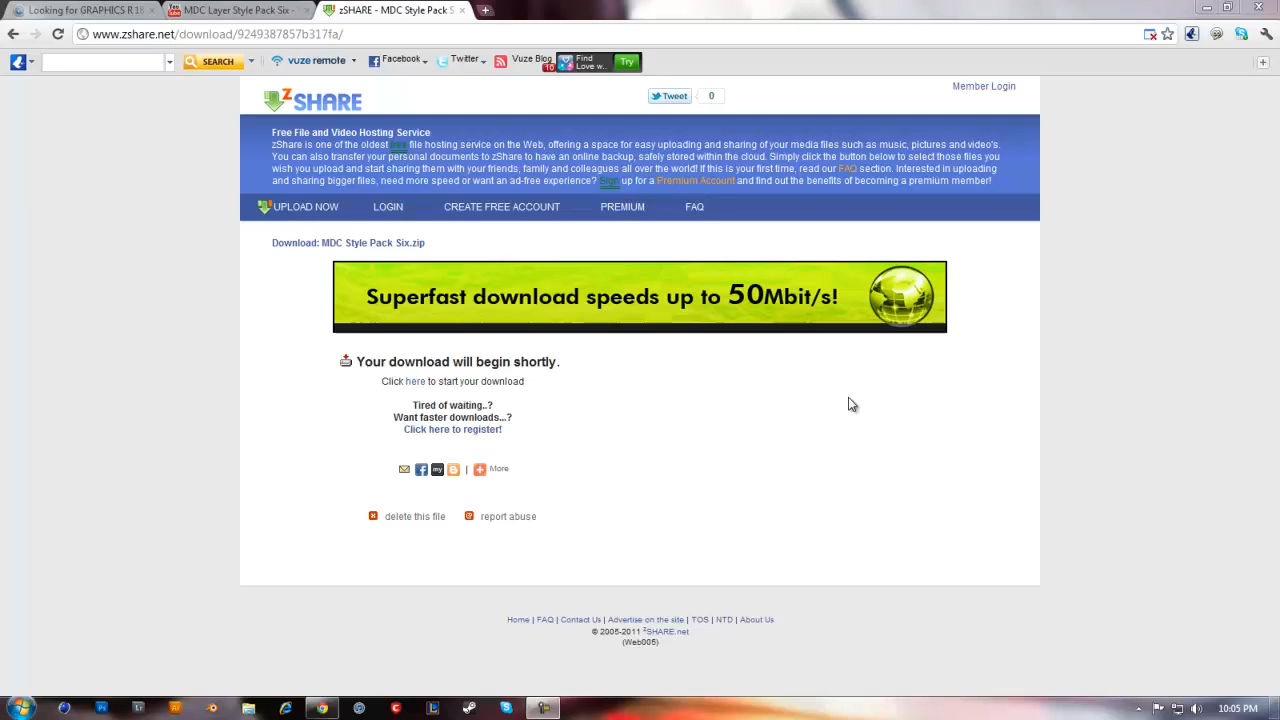 Looking for GRAPHICS R 18
MDC Layer Style Pack Six -
zSHARE - MDC Style Pack S
www.zshare.net/download/9249387857b317fa/
SEARCH
vuze remote
Facebook
Twitter
Vuze Blog
10
Find
Love w..
Try
zSHARE
Tweet
0
Member Login
Free File and Video Hosting Service
zShare is one of the oldest free file hosting service on the Web, offering a space for easy uploading and sharing of your media files such as music, pictures and video's.
You can also transfer your personal documents to zShare to have an online backup, safely stored within the cloud. Simply click the button below to select those files you
wish upload and start sharing them with your friends, family and colleagues all over the world! If this is your first time, read our FAQ section. Interested in uploading
and sharing bigger files, need more speed or want an ad-free experience? Sign up for a Premium Account and find out the benefits of becoming a premium member!
UPLOAD NOW
LOGIN
CREATE FREE ACCOUNT
PREMIUM
FAQ
Download: MDC Style Pack Six.zip
Superfast download speeds up to 50Mbit/s!
Your download will begin shortly.
Click here to start your download
Tired of waiting..?
Want faster downloads...?
Click here to register!
my
| More
delete this file
report abuse
Home | FAQ | Contact Us | Advertise on the site | TOS | NTD | About Us
© 2005-2011 zSHARE.net
(Web005)
Ps
Lr
Ai
10:05 PM